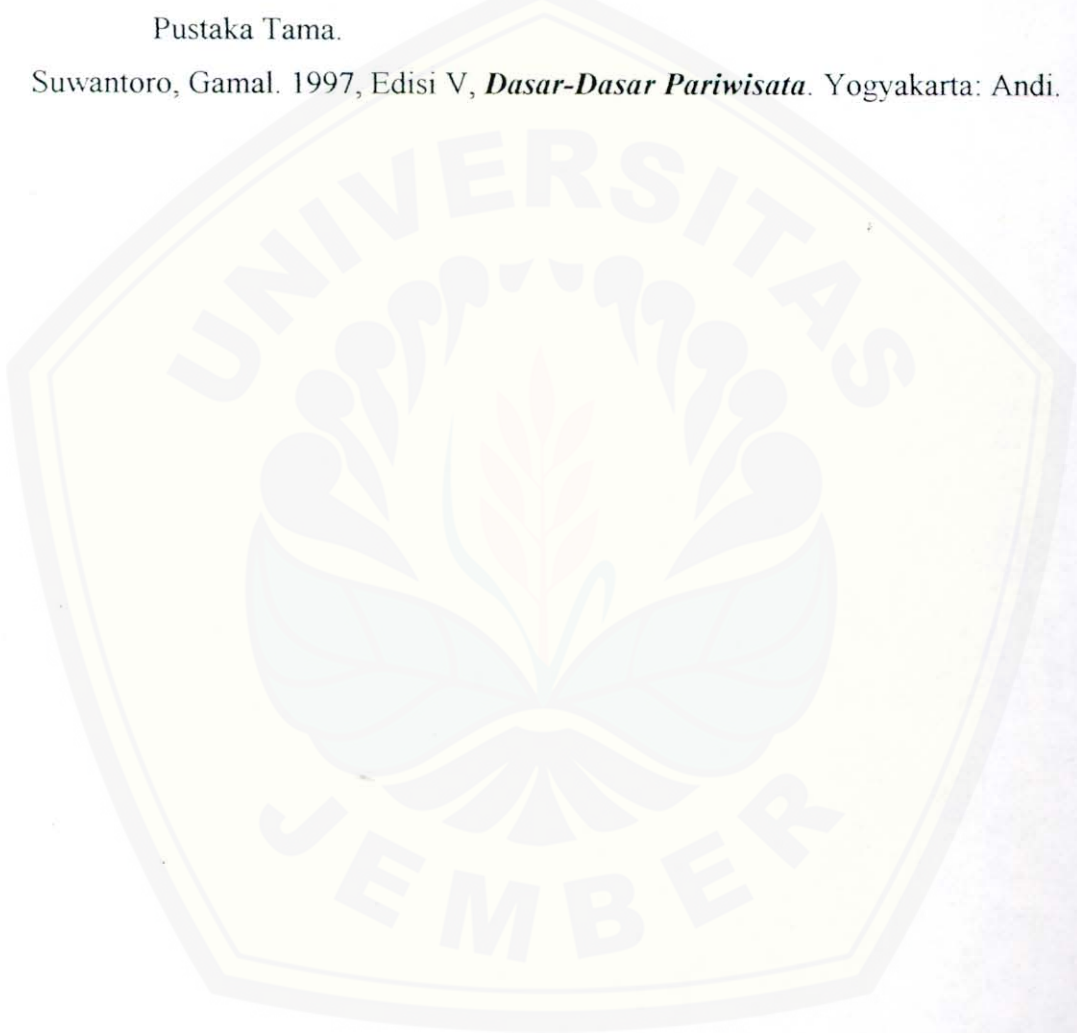 Pustaka Tama.
Suwantoro, Gamal. 1997, Edisi V, Dasar-Dasar Pariwisata. Yogyakarta: Andi.
UNIVERSITAS
JEMBER